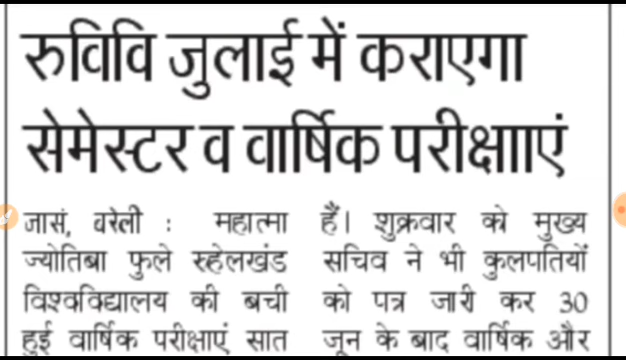 रुविवि जुलाई में कराएगा
सेमेस्टर व वार्षिक परीक्षााएं
जासं, बरेली : महात्मा
ज्योतिबा फुले रुहेलखंड
विश्वविद्यालय की बची
हुई वार्षिक परीक्षाएं सात
हैं। शुक्रवार को मुख्य
सचिव ने भी कुलपतियों
को पत्र जारी कर 30
जून के बाद वार्षिक और